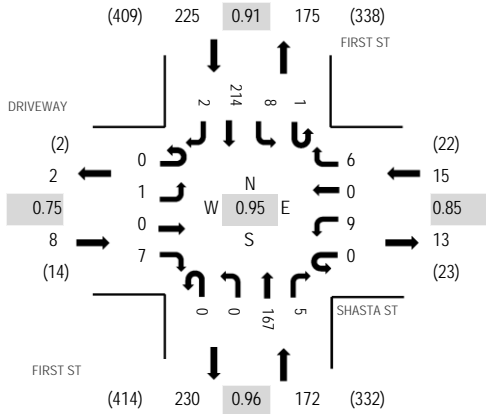 (409) 225 0.91 175 (338)
FIRST ST
DRIVEWAY
2 214 8 1
(2)
2
0.75
8
(14)
0
1
0
7
N
W 0.95 E
S
6
0
9
0
(22)
15
0.85
13
(23)
0 0 167 5
SHASTA ST
FIRST ST
(414) 230 0.96 172 (332)